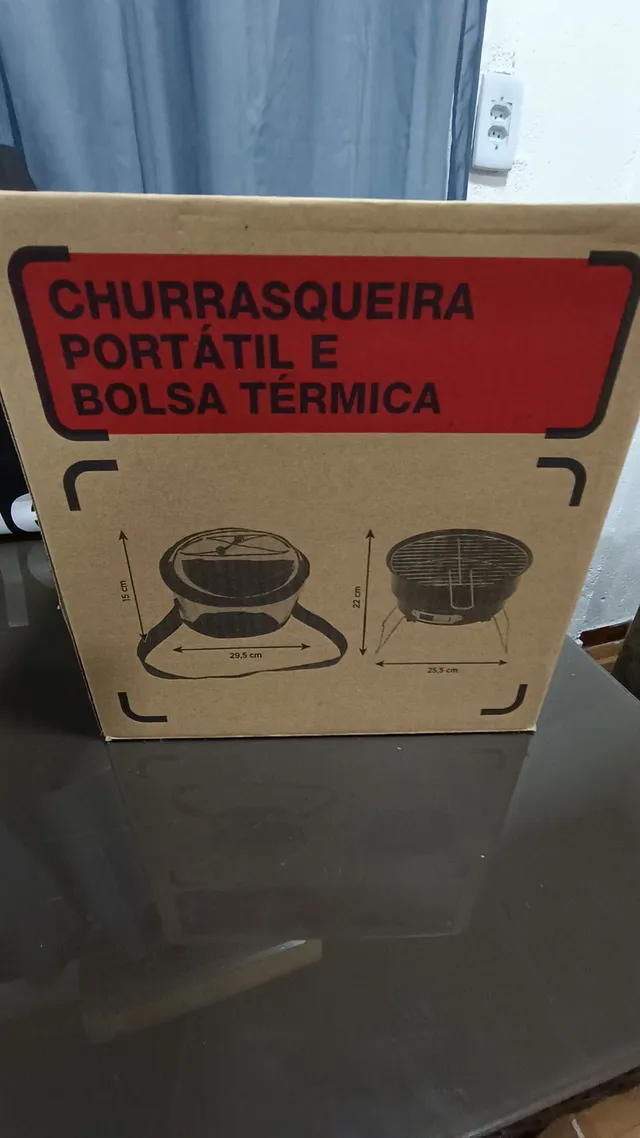 CHURRASQUEIRA
PORTÁTIL E
BOLSA TÉRMICA
15 cm
29,5 cm
22 cm
25,5 cm